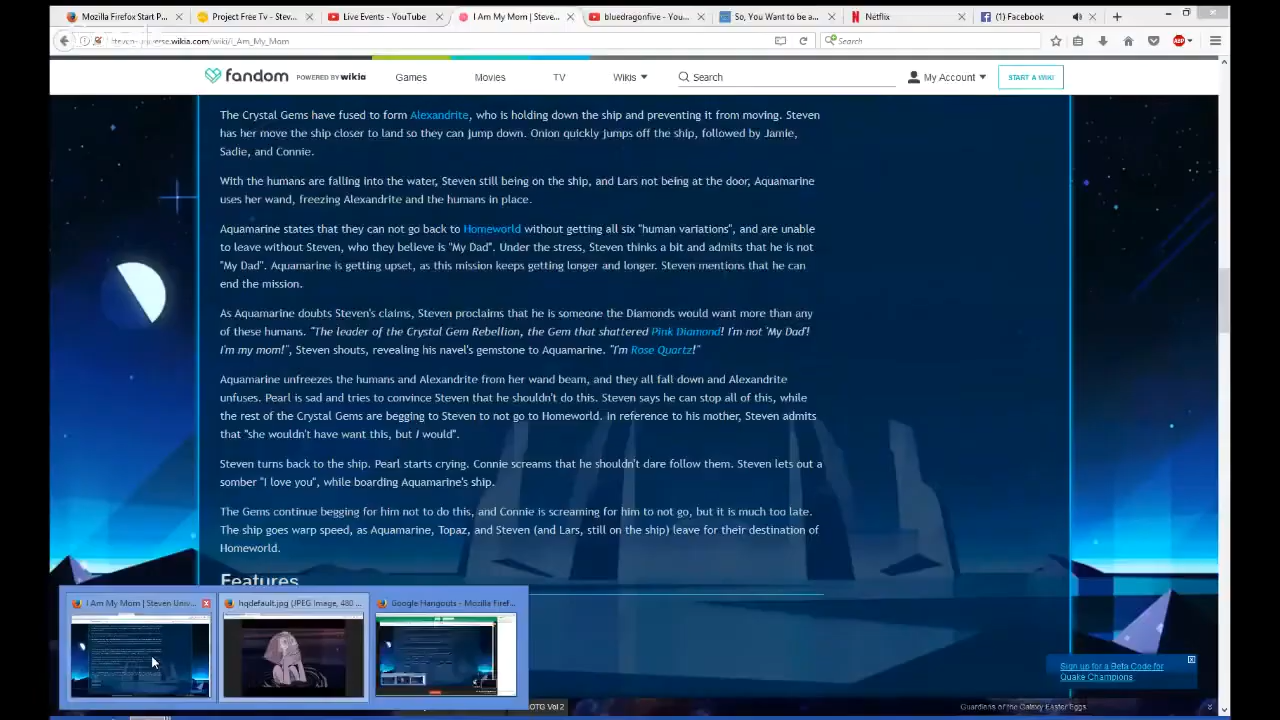 Mozilla Firefox Start P...
Project Free Tv - Stev...
Live Events - YouTube
I Am My Mom | Steve...
bluedragonfive - You...
So, You Want to be a...
Netflix
Facebook
universe.wikia.com/wiki/I_Am_My_Mom
Search
ABP
fandom POWERED BY wikia
Games
Movies
TV
Wikis
Search
My Account
START A WIKI
The Crystal Gems have fused to form Alexandrite, who is holding down the ship and preventing it from moving. Steven
has her move the ship closer to land so they can jump down. Onion quickly jumps off the ship, followed by Jamie,
Sadie, and Connie.
With the humans are falling into the water, Steven still being on the ship, and Lars not being at the door, Aquamarine
uses her wand, freezing Alexandrite and the humans in place.
Aquamarine states that they can not go back to Homeworld without getting all six "human variations", and are unable
to leave without Steven, who they believe is "My Dad". Under the stress, Steven thinks a bit and admits that he is not
"My Dad". Aquamarine is getting upset, as this mission keeps getting longer and longer. Steven mentions that he can
end the mission.
As Aquamarine doubts Steven's claims, Steven proclaims that he is someone the Diamonds would want more than any
of these humans. "The leader of the Crystal Gem Rebellion, the Gem that shattered Pink Diamond! I'm not 'My Dad'!
I'm my mom!", Steven shouts, revealing his navel's gemstone to Aquamarine. "I'm Rose Quartz!"
Aquamarine unfreezes the humans and Alexandrite from her wand beam, and they all fall down and Alexandrite
unfuses. Pearl is sad and tries to convince Steven that he shouldn't do this. Steven says he can stop all of this, while
the rest of the Crystal Gems are begging to Steven to not go to Homeworld. In reference to his mother, Steven admits
that "she wouldn't have want this, but I would".
Steven turns back to the ship. Pearl starts crying. Connie screams that he shouldn't dare follow them. Steven lets out a
somber "I love you", while boarding Aquamarine's ship.
The Gems continue begging for him not to do this, and Connie is screaming for him to not go, but it is much too late.
The ship goes warp speed, as Aquamarine, Topaz, and Steven (and Lars, still on the ship) leave for their destination of
Homeworld.
Features
I Am My Mom | Steven Univ...
hqdefault.jpg (JPEG Image, 480 ...
Google Hangouts - Mozilla Firef...
Sign up for a Beta Code for
Quake Champions
OTG Vol 2
Guardians of the Galaxy Easter Eggs